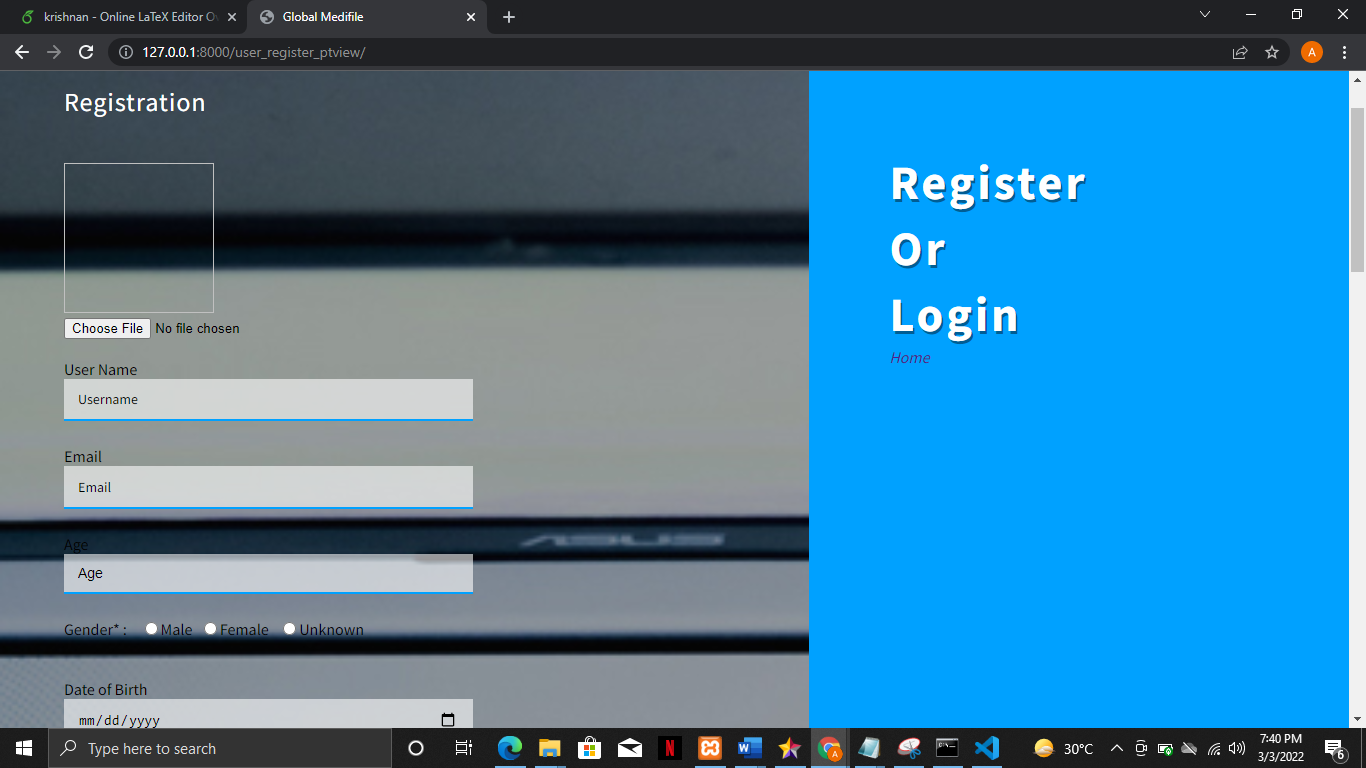 krishnan - Online LaTeX Editor Ov
Global Medifile
127.0.0.1:8000/user_register_ptview/
A
Registration
Choose File No file chosen
User Name
Username
Email
Email
Age
Age
Gender* : Male Female Unknown
Date of Birth
mm/dd/yyyy
ASUS
Register
Or
Login
Home
Type here to search
30°C
7:40 PM
3/3/2022
6